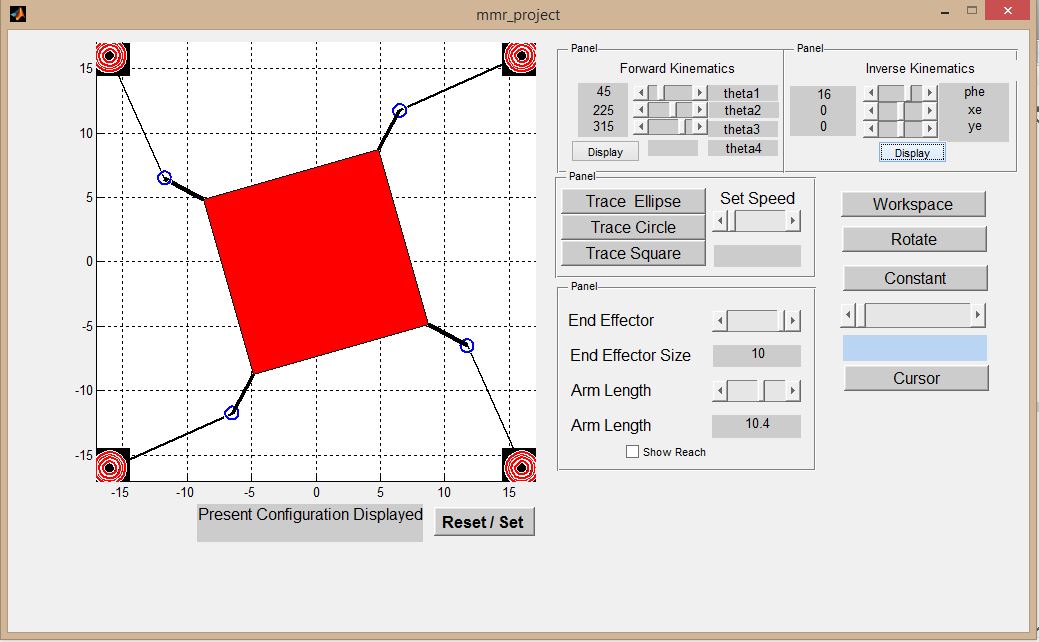 mmr_project
15
10
5
0
-5
-10
-15
-15 -10 -5 0 5 10 15
Present Configuration Displayed
Reset / Set
Panel
Forward Kinematics
45 theta1
225 theta2
315 theta3
Display theta4
Panel
Inverse Kinematics
16 phe
0 xe
0 ye
Display
Panel
Trace Ellipse
Trace Circle
Trace Square
Set Speed
Panel
End Effector
End Effector Size 10
Arm Length
Arm Length 10.4
Show Reach
Workspace
Rotate
Constant
Cursor